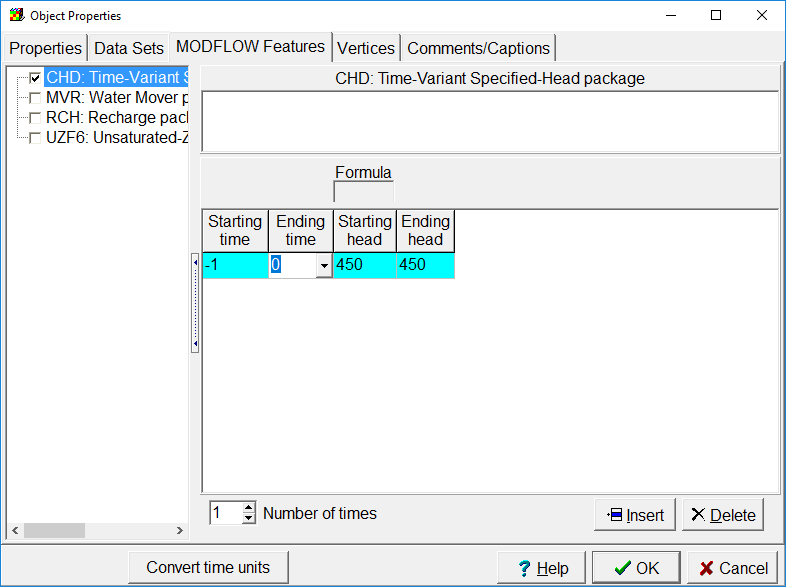 Object Properties
Properties
Data Sets
MODFLOW Features
Vertices
Comments/Captions
CHD: Time-Variant S
MVR: Water Mover p
RCH: Recharge pac
UZF6: Unsaturated-Z
CHD: Time-Variant Specified-Head package
Formula
Starting time
Ending time
Starting head
Ending head
-1
0
450
450
1
Number of times
Insert
Delete
Convert time units
? Help
OK
Cancel